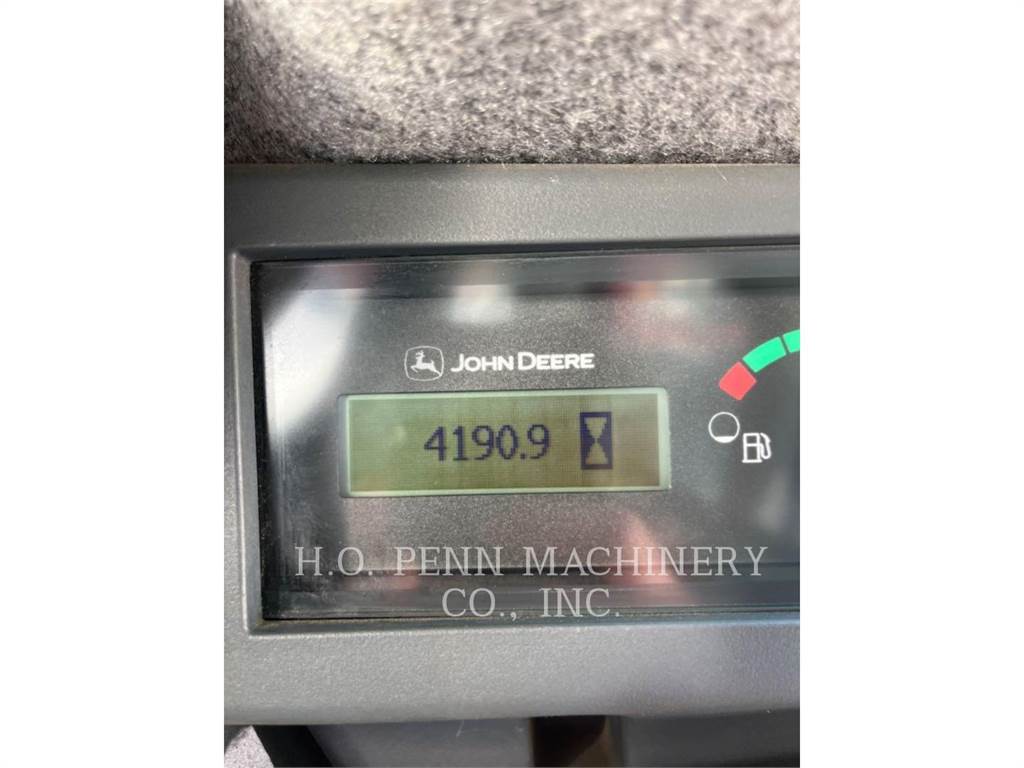 JOHN DEERE
4190.9
H.O. PENN MACHINERY
CO., INC.